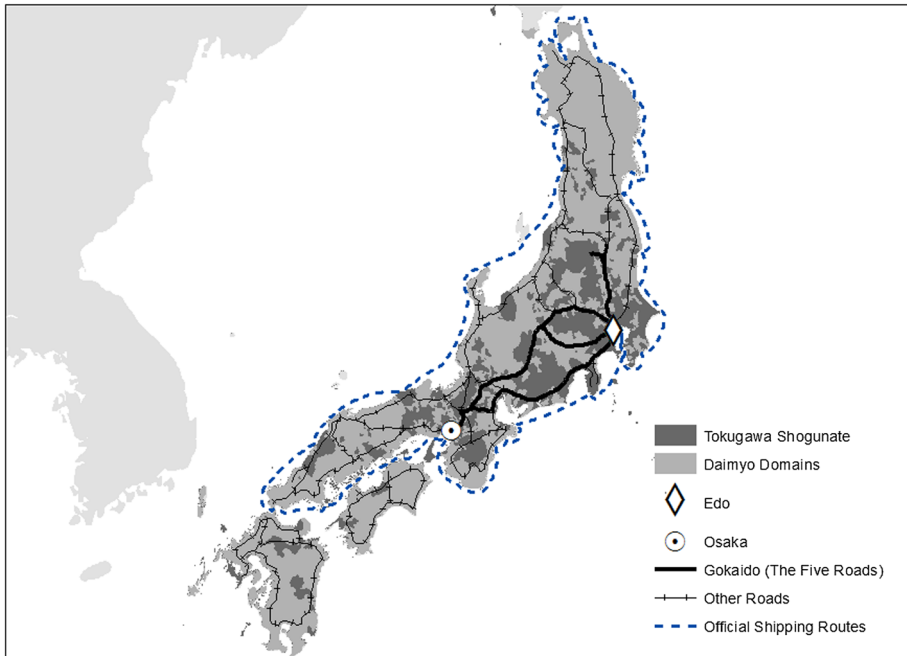 Tokugawa Shogunate
Daimyo Domains
Edo
Osaka
Gokaido (The Five Roads)
Other Roads
Official Shipping Routes